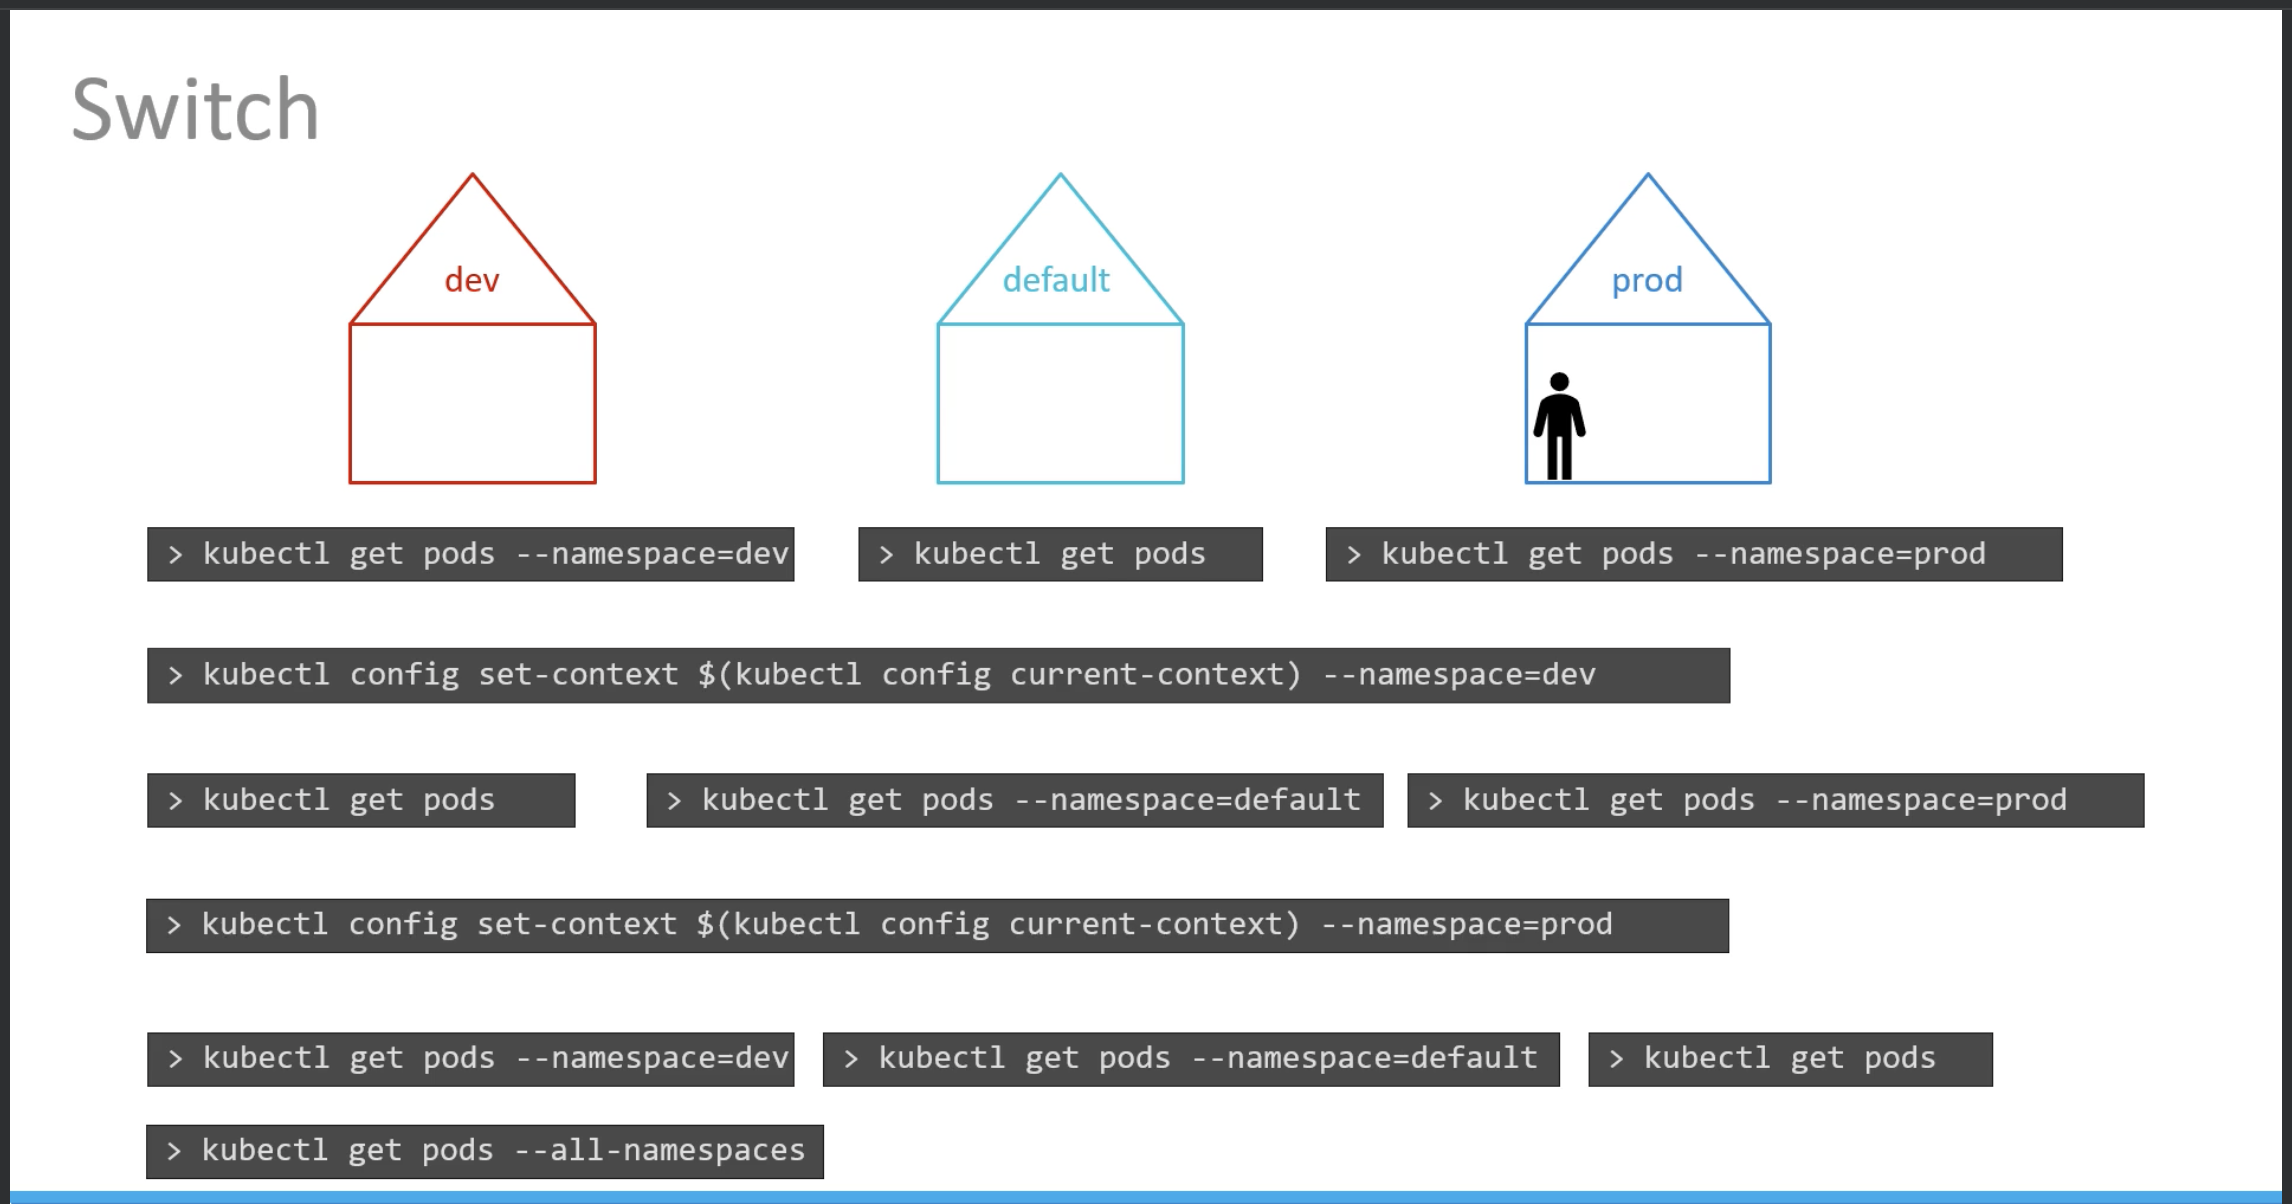 Switch
dev
default
prod
> kubectl get pods --namespace=dev
> kubectl get pods
> kubectl get pods --namespace=prod
> kubectl config set-context $(kubectl config current-context) --namespace=dev
> kubectl get pods
> kubectl get pods --namespace=default
> kubectl get pods --namespace=prod
> kubectl config set-context $(kubectl config current-context) --namespace=prod
> kubectl get pods --namespace=dev
> kubectl get pods --namespace=default
> kubectl get pods
> kubectl get pods --all-namespaces